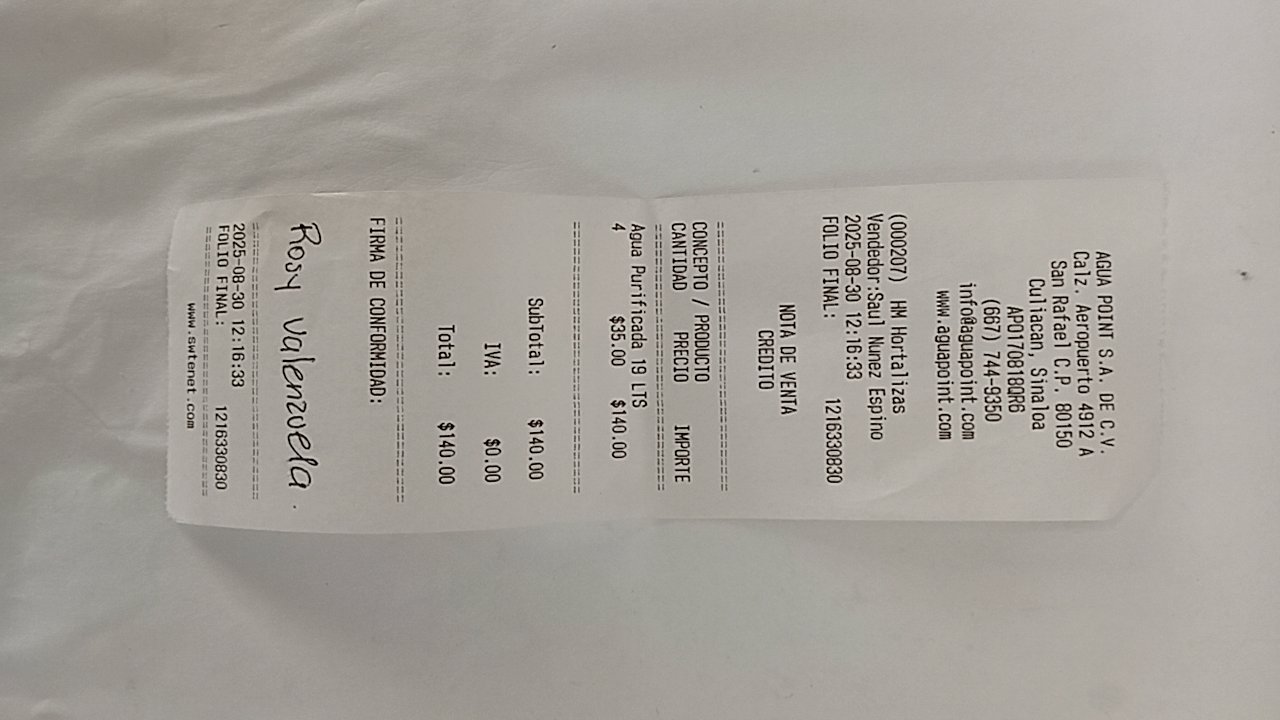 AGUA POINT S.A. DE C.V.
Calz. Aeropuerto 4912 A
San Rafael C.P. 80150
Culiacan, Sinaloa
APO170818QR6
(667) 744-9350
info@aguapoint.com
www.aguapoint.com
(000207) HM Hortalizas
Vendedor:Saul Nunez Espino
2025-08-30 12:16:33
FOLIO FINAL: 1216330830
NOTA DE VENTA
CREDITO
==================================
CONCEPTO / PRODUCTO
CANTIDAD PRECIO IMPORTE
==================================
Agua Purificada 19 LTS
4 $35.00 $140.00
==================================
SubTotal: $140.00
IVA: $0.00
Total: $140.00
==================================
FIRMA DE CONFORMIDAD:
Rosy Valenzuela.
==================================
2025-08-30 12:16:33
FOLIO FINAL: 1216330830
==================================
www.swtenet.com